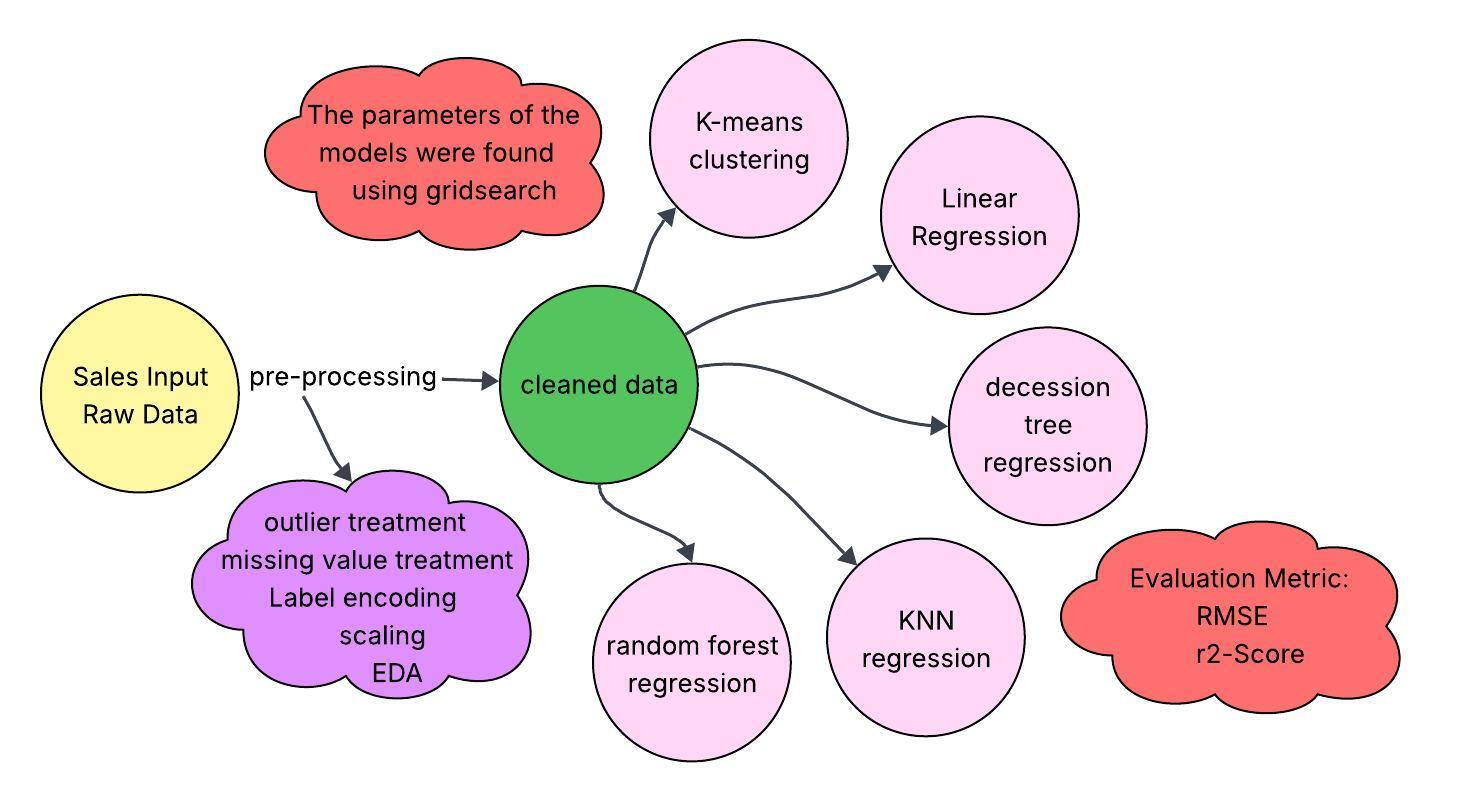 The parameters of the
models were found
using gridsearch
K-means
clustering
Linear
Regression
Sales Input
Raw Data
pre-processing
cleaned data
decession
tree
regression
outlier treatment
missing value treatment
Label encoding
scaling
EDA
random forest
regression
KNN
regression
Evaluation Metric:
RMSE
r2-Score